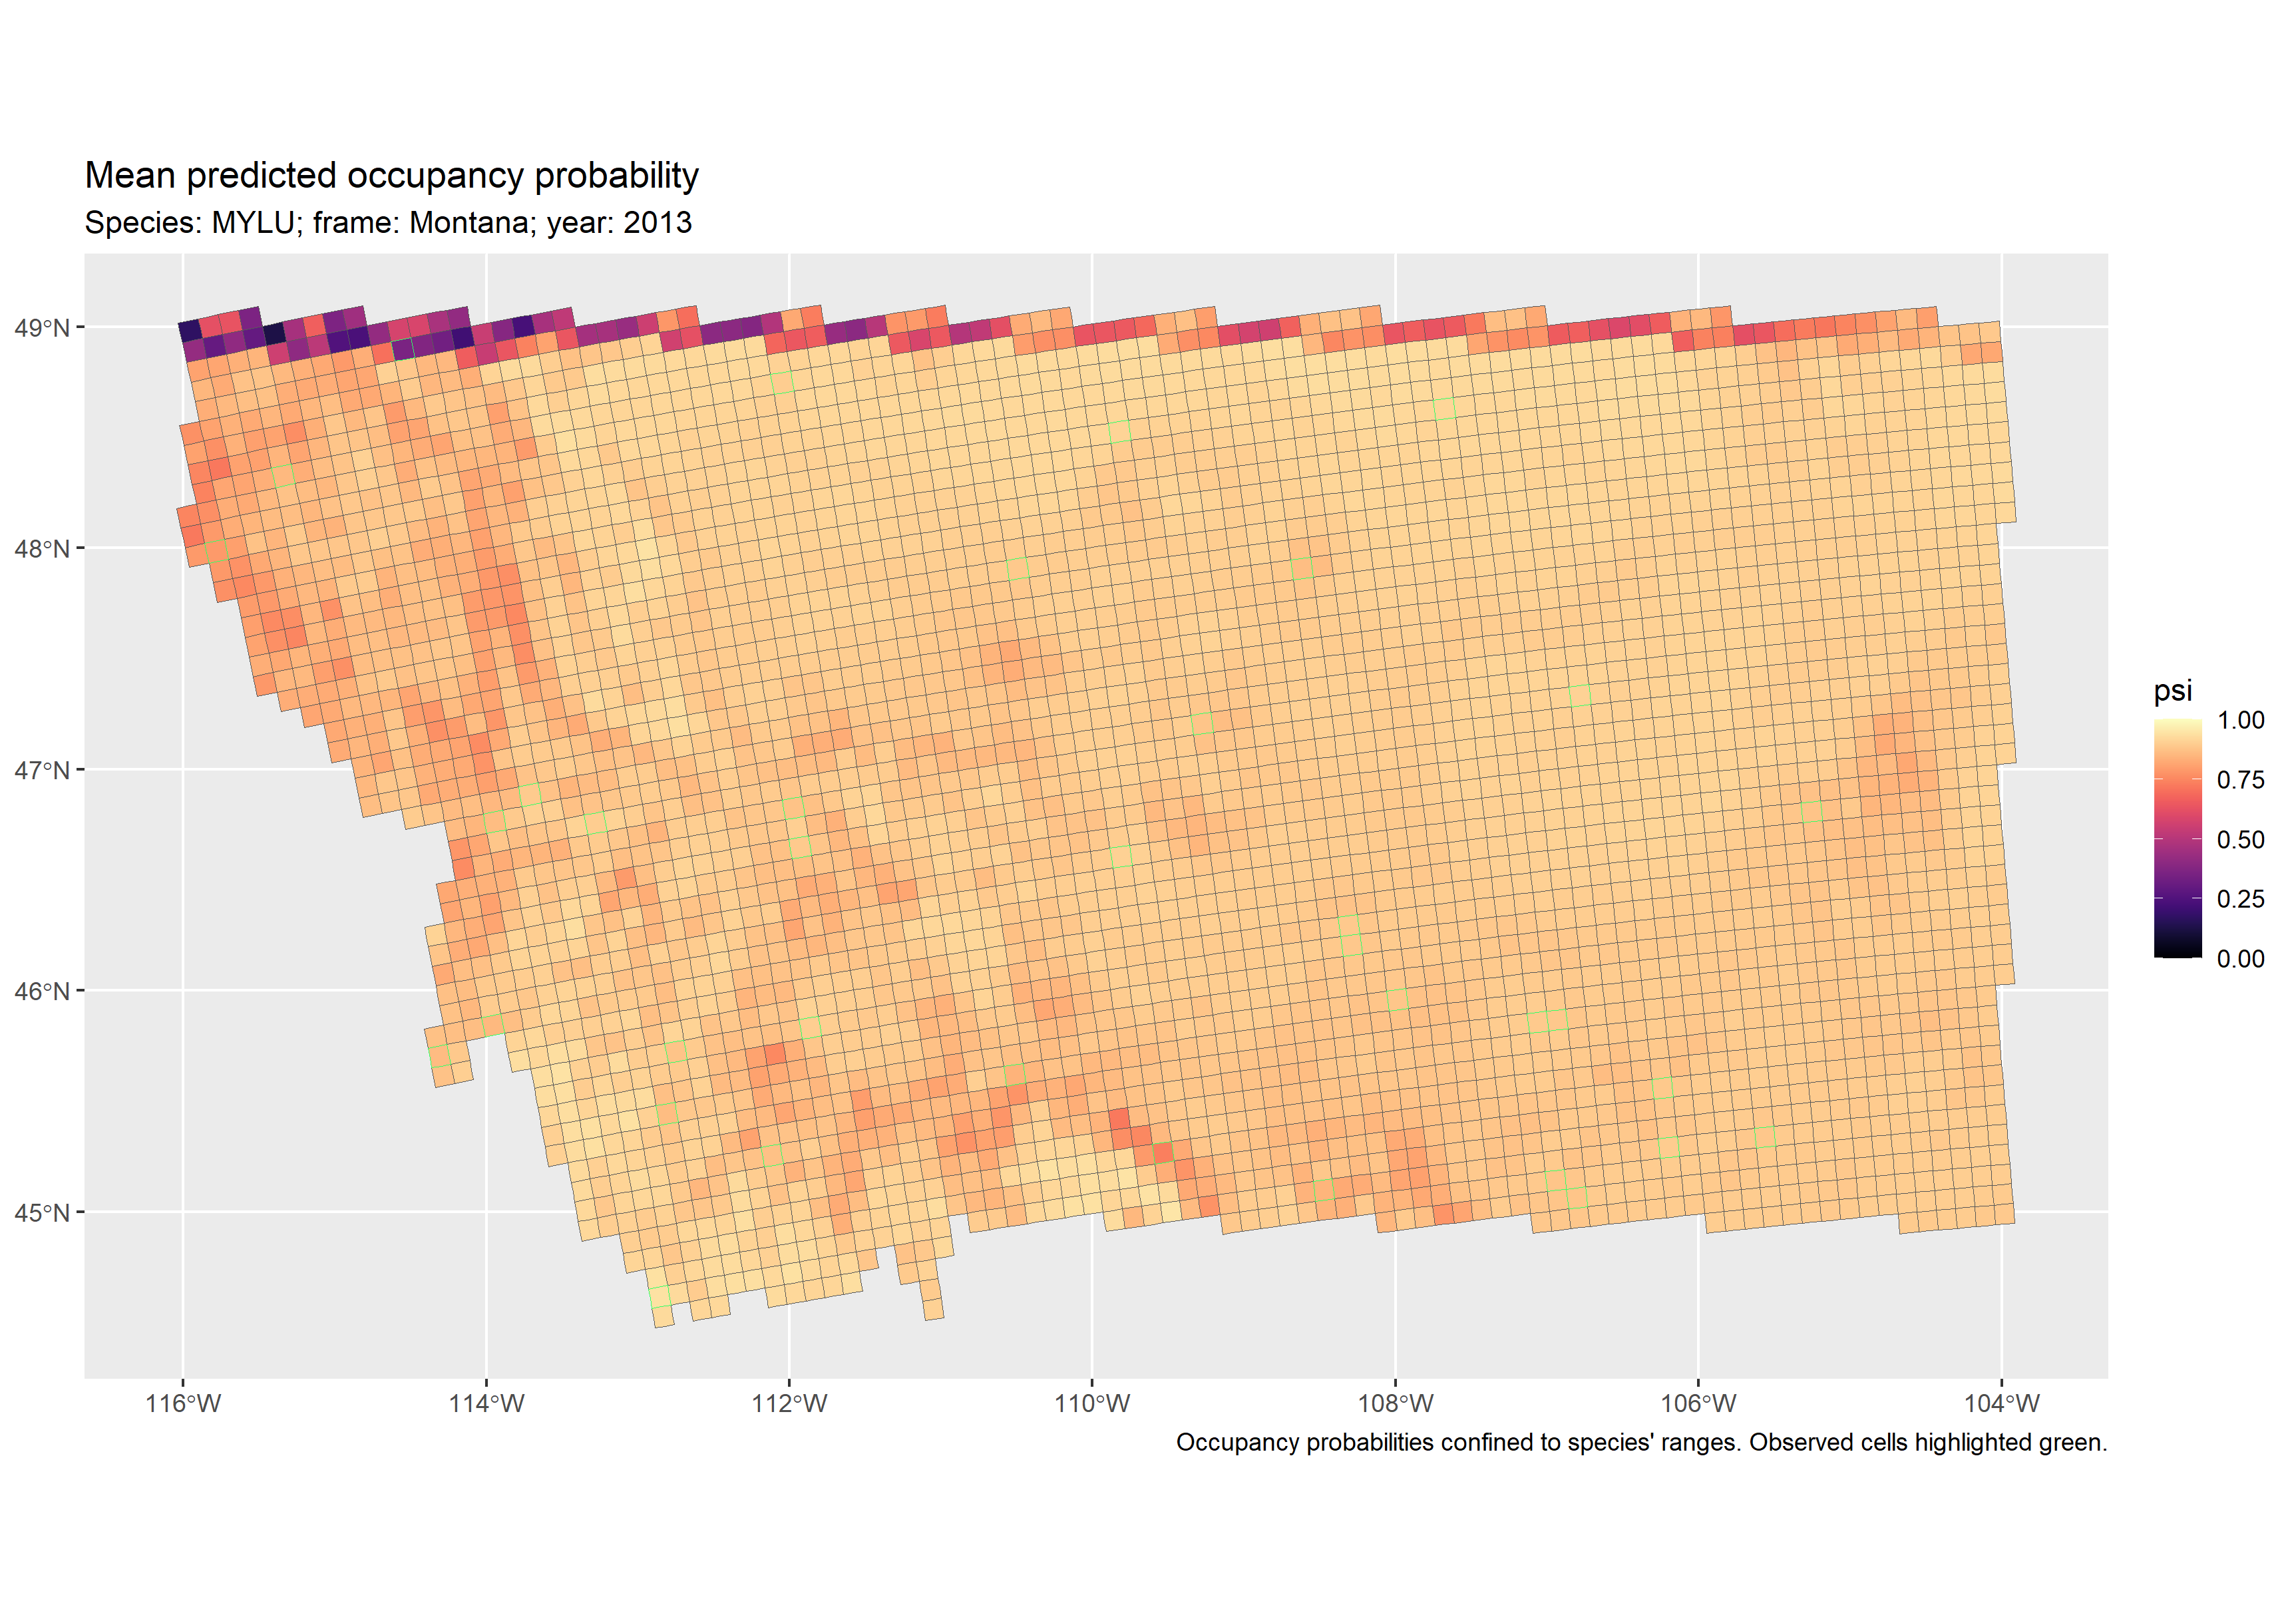 Mean predicted occupancy probability
Species: MYLU; frame: Montana; year: 2013
49°N
48°N
47°N
46°N
45°N
116°W 114°W 112°W 110°W 108°W 106°W 104°W
psi
1.00
0.75
0.50
0.25
0.00
Occupancy probabilities confined to species' ranges. Observed cells highlighted green.